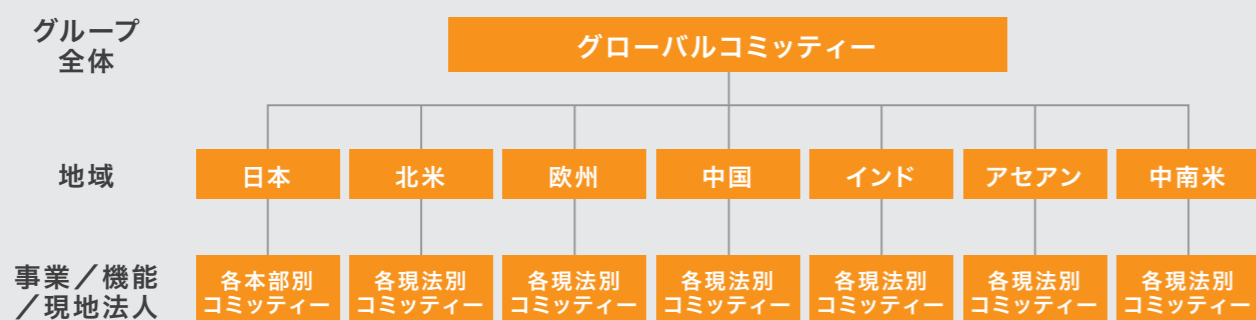 グループ
全体
グローバルコミッティー
地域
日本
北米
欧州
中国
インド
アセアン
中南米
事業／機能
／現地法人
各本部別
コミッティー
各現法別
コミッティー
各現法別
コミッティー
各現法別
コミッティー
各現法別
コミッティー
各現法別
コミッティー
各現法別
コミッティー